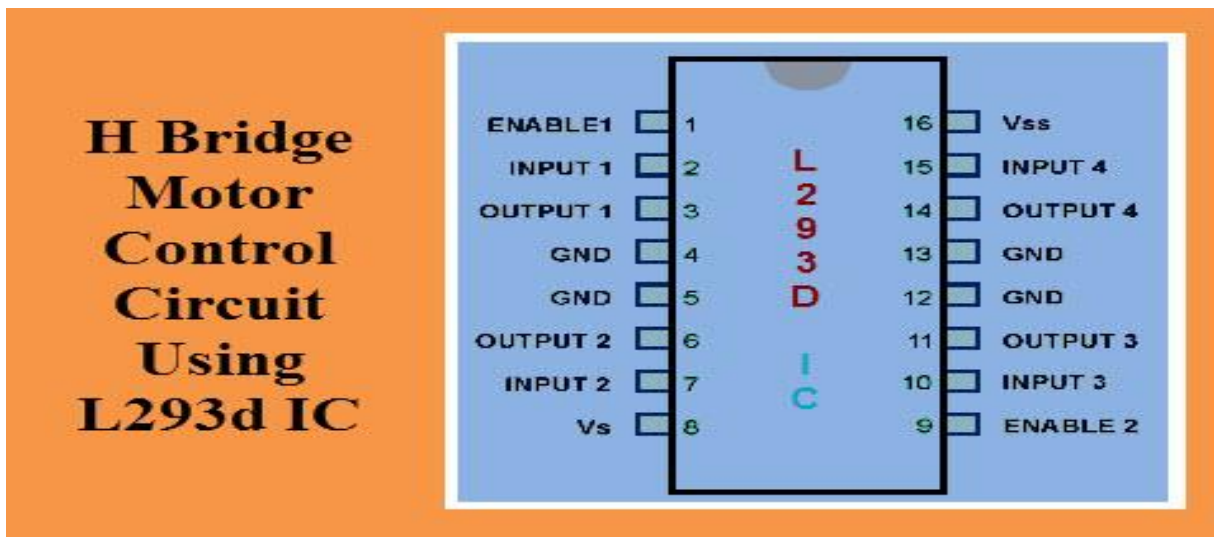 H Bridge
Motor
Control
Circuit
Using
L293d IC
ENABLE1 1
INPUT 1 2
OUTPUT 1 3
GND 4
GND 5
OUTPUT 2 6
INPUT 2 7
Vs 8
L
2
9
3
D
I
C
16 Vss
15 INPUT 4
14 OUTPUT 4
13 GND
12 GND
11 OUTPUT 3
10 INPUT 3
9 ENABLE 2